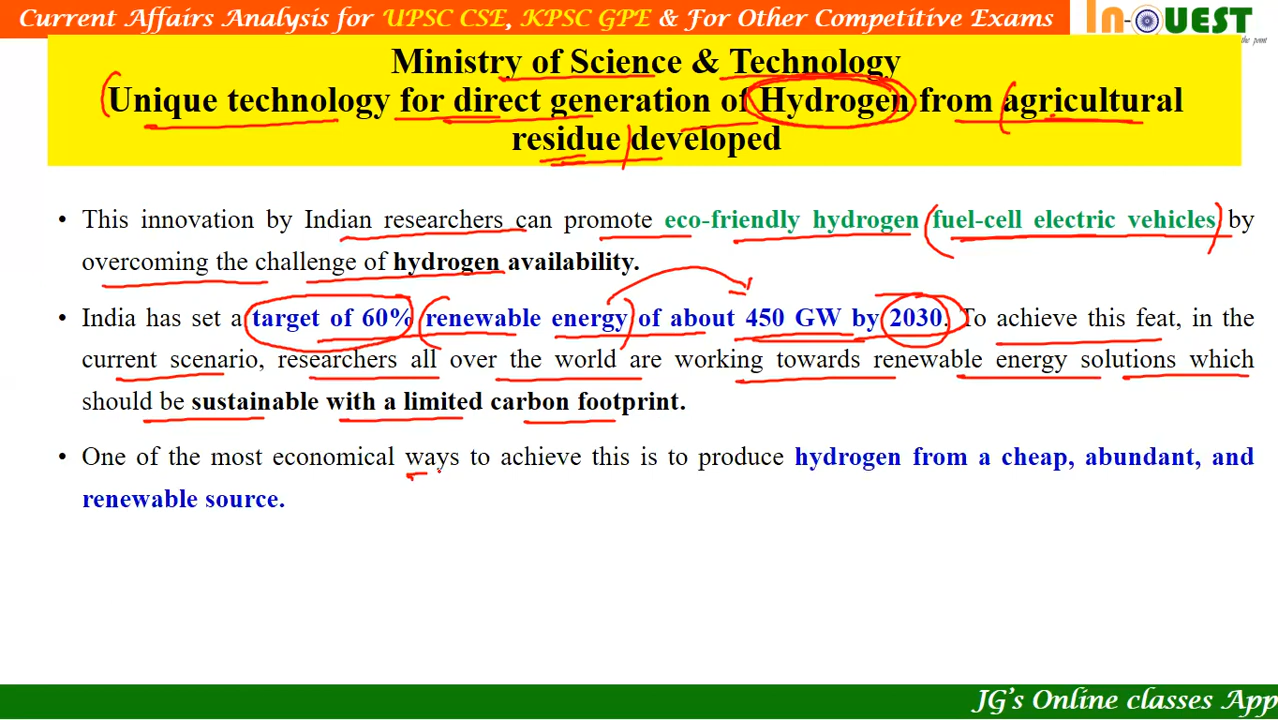 Current Affairs Analysis for UPSC CSE, KPSC GPE & For Other Competitive Exams
In-QUEST
the point
Ministry of Science & Technology
Unique technology for direct generation of Hydrogen from agricultural
residue developed
• This innovation by Indian researchers can promote eco-friendly hydrogen fuel-cell electric vehicles by
overcoming the challenge of hydrogen availability.
• India has set a target of 60% renewable energy of about 450 GW by 2030. To achieve this feat, in the
current scenario, researchers all over the world are working towards renewable energy solutions which
should be sustainable with a limited carbon footprint.
• One of the most economical ways to achieve this is to produce hydrogen from a cheap, abundant, and
renewable source.
JG's Online classes App